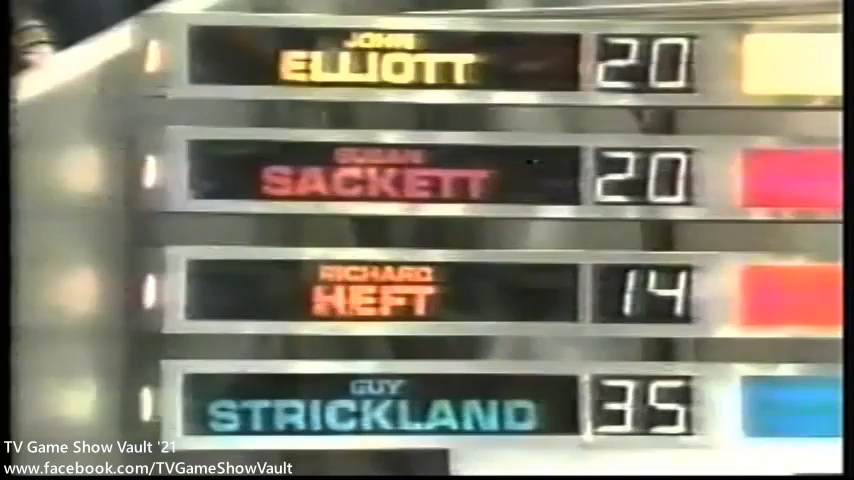 JOHN
ELLIOTT 20
SUSAN
SACKETT 20
RICHARD
HEFT 14
GUY
STRICKLAND 35
TV Game Show Vault '21
www.facebook.com/TVGameShowVault